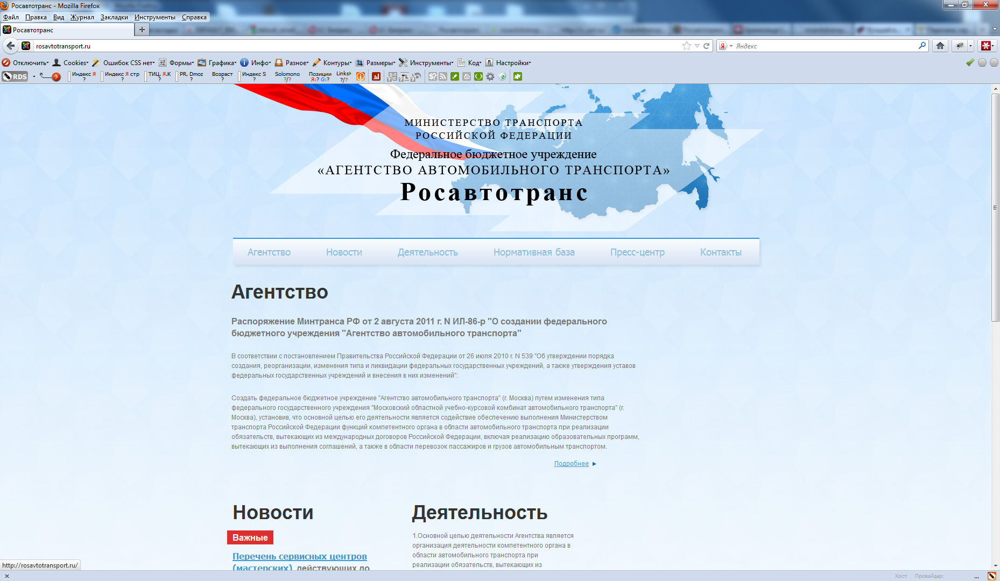 Росавтотранс - Mozilla Firefox
Файл Правка Вид Журнал Закладки Инструменты Справка
Росавтотранс
rosavtotransport.ru
Яндекс
Отключить Cookies Ошибок CSS нет Формы Графика Инфо Разное Контуры Размеры Инструменты Код Настройки
RDS Индекс Я ? Индекс Я стр ? ТИЦ, Я.К ? PR, Dmoz ? Возраст ? Индекс S ? Solomono ?/? Позиции Я:? G:? Links ?/?
МИНИСТЕРСТВО ТРАНСПОРТА
РОССИЙСКОЙ ФЕДЕРАЦИИ
Федеральное бюджетное учреждение
«АГЕНТСТВО АВТОМОБИЛЬНОГО ТРАНСПОРТА»
Росавтотранс
Агентство Новости Деятельность Нормативная база Пресс-центр Контакты
Агентство
Распоряжение Минтранса РФ от 2 августа 2011 г. N ИЛ-86-р "О создании федерального
бюджетного учреждения "Агентство автомобильного транспорта"
В соответствии с постановлением Правительства Российской Федерации от 26 июля 2010 г. N 539 "Об утверждении порядка
создания, реорганизации, изменения типа и ликвидации федеральных государственных учреждений, а также утверждения уставов
федеральных государственных учреждений и внесения в них изменений":
Создать федеральное бюджетное учреждение "Агентство автомобильного транспорта" (г. Москва) путем изменения типа
федерального государственного учреждения "Московский областной учебно-курсовой комбинат автомобильного транспорта" (г.
Москва), установив, что основной целью его деятельности является содействие обеспечению выполнения Министерством
транспорта Российской Федерации функций компетентного органа в области автомобильного транспорта при реализации
обязательств, вытекающих из международных договоров Российской Федерации, включая реализацию образовательных программ,
вытекающих из выполнения соглашений, а также в области перевозок пассажиров и грузов автомобильным транспортом.
Подробнее
Новости
Важные
Перечень сервисных центров
(мастерских), действующих до
Деятельность
1.Основной целью деятельности Агентства является
организация деятельности компетентного органа в
области автомобильного транспорта при
реализации обязательств, вытекающих из
http://rosavtotransport.ru/
Хост: Провайдер: ...